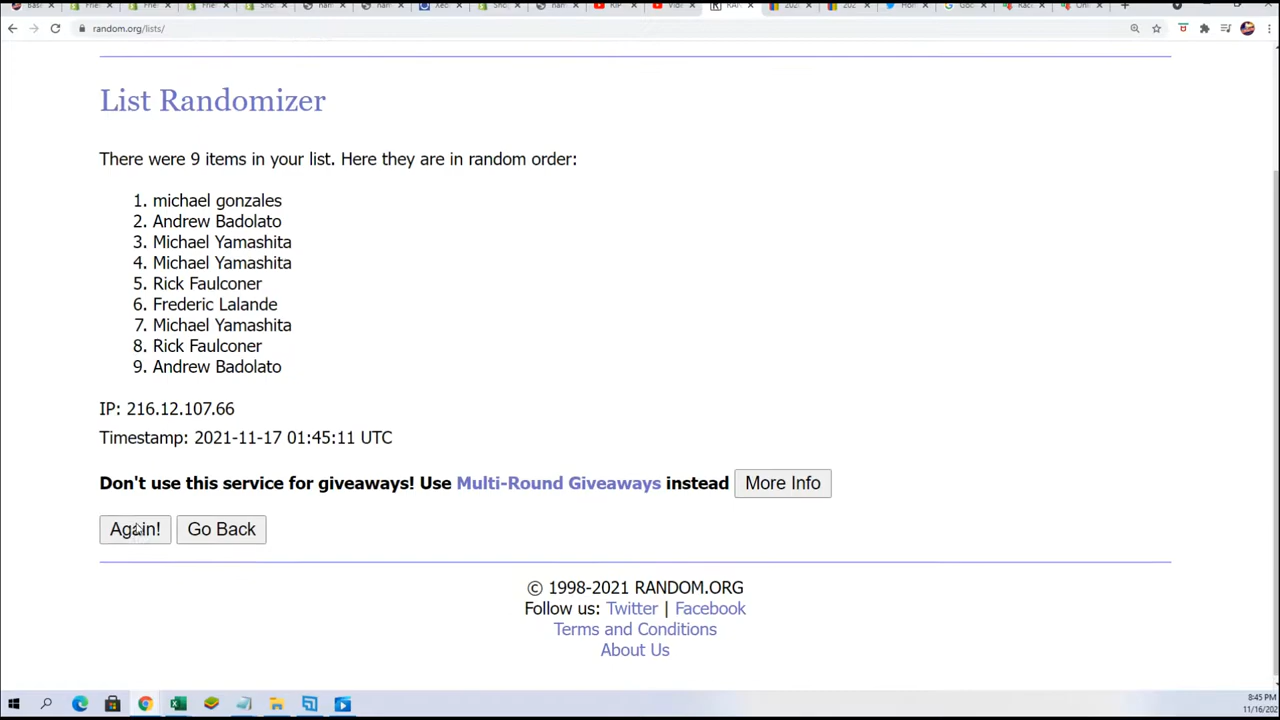 random.org/lists/
List Randomizer
There were 9 items in your list. Here they are in random order:
1. michael gonzales
2. Andrew Badolato
3. Michael Yamashita
4. Michael Yamashita
5. Rick Faulconer
6. Frederic Lalande
7. Michael Yamashita
8. Rick Faulconer
9. Andrew Badolato
IP: 216.12.107.66
Timestamp: 2021-11-17 01:45:11 UTC
Don't use this service for giveaways! Use Multi-Round Giveaways instead More Info
Again! Go Back
© 1998-2021 RANDOM.ORG
Follow us: Twitter | Facebook
Terms and Conditions
About Us
8:45 PM